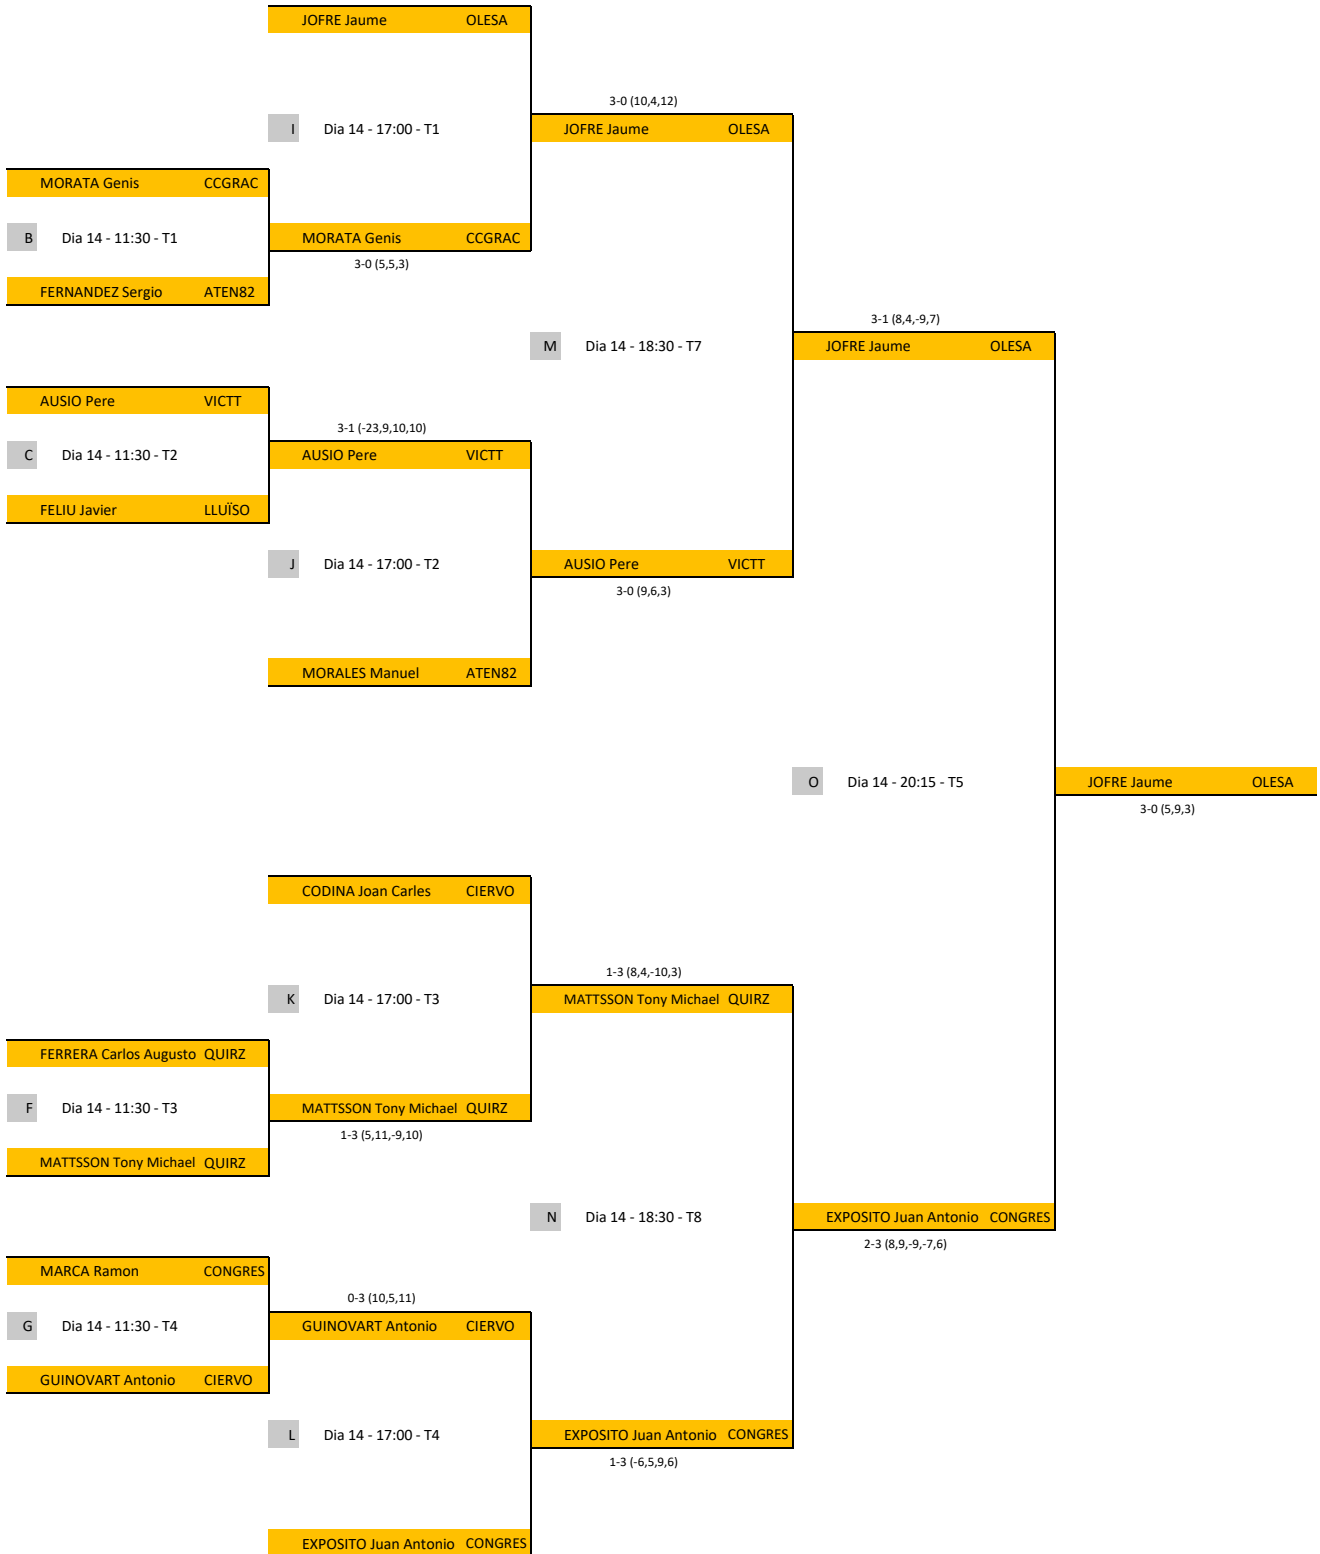 JOFRE Jaume OLESA
3-0 (10,4,12)
I Dia 14 - 17:00 - T1 JOFRE Jaume OLESA
MORATA Genis CCGRAC
B Dia 14 - 11:30 - T1 MORATA Genis CCGRAC
3-0 (5,5,3)
FERNANDEZ Sergio ATEN82
3-1 (8,4,-9,7)
M Dia 14 - 18:30 - T7 JOFRE Jaume OLESA
AUSIO Pere VICTT
3-1 (-23,9,10,10)
C Dia 14 - 11:30 - T2 AUSIO Pere VICTT
FELIU Javier LLUÏSO
J Dia 14 - 17:00 - T2 AUSIO Pere VICTT
3-0 (9,6,3)
MORALES Manuel ATEN82
O Dia 14 - 20:15 - T5 JOFRE Jaume OLESA
3-0 (5,9,3)
CODINA Joan Carles CIERVO
1-3 (8,4,-10,3)
K Dia 14 - 17:00 - T3 MATTSSON Tony Michael QUIRZ
FERRERA Carlos Augusto QUIRZ
F Dia 14 - 11:30 - T3 MATTSSON Tony Michael QUIRZ
1-3 (5,11,-9,10)
MATTSSON Tony Michael QUIRZ
N Dia 14 - 18:30 - T8 EXPOSITO Juan Antonio CONGRES
2-3 (8,9,-9,-7,6)
MARCA Ramon CONGRES
0-3 (10,5,11)
G Dia 14 - 11:30 - T4 GUINOVART Antonio CIERVO
GUINOVART Antonio CIERVO
L Dia 14 - 17:00 - T4 EXPOSITO Juan Antonio CONGRES
1-3 (-6,5,9,6)
EXPOSITO Juan Antonio CONGRES